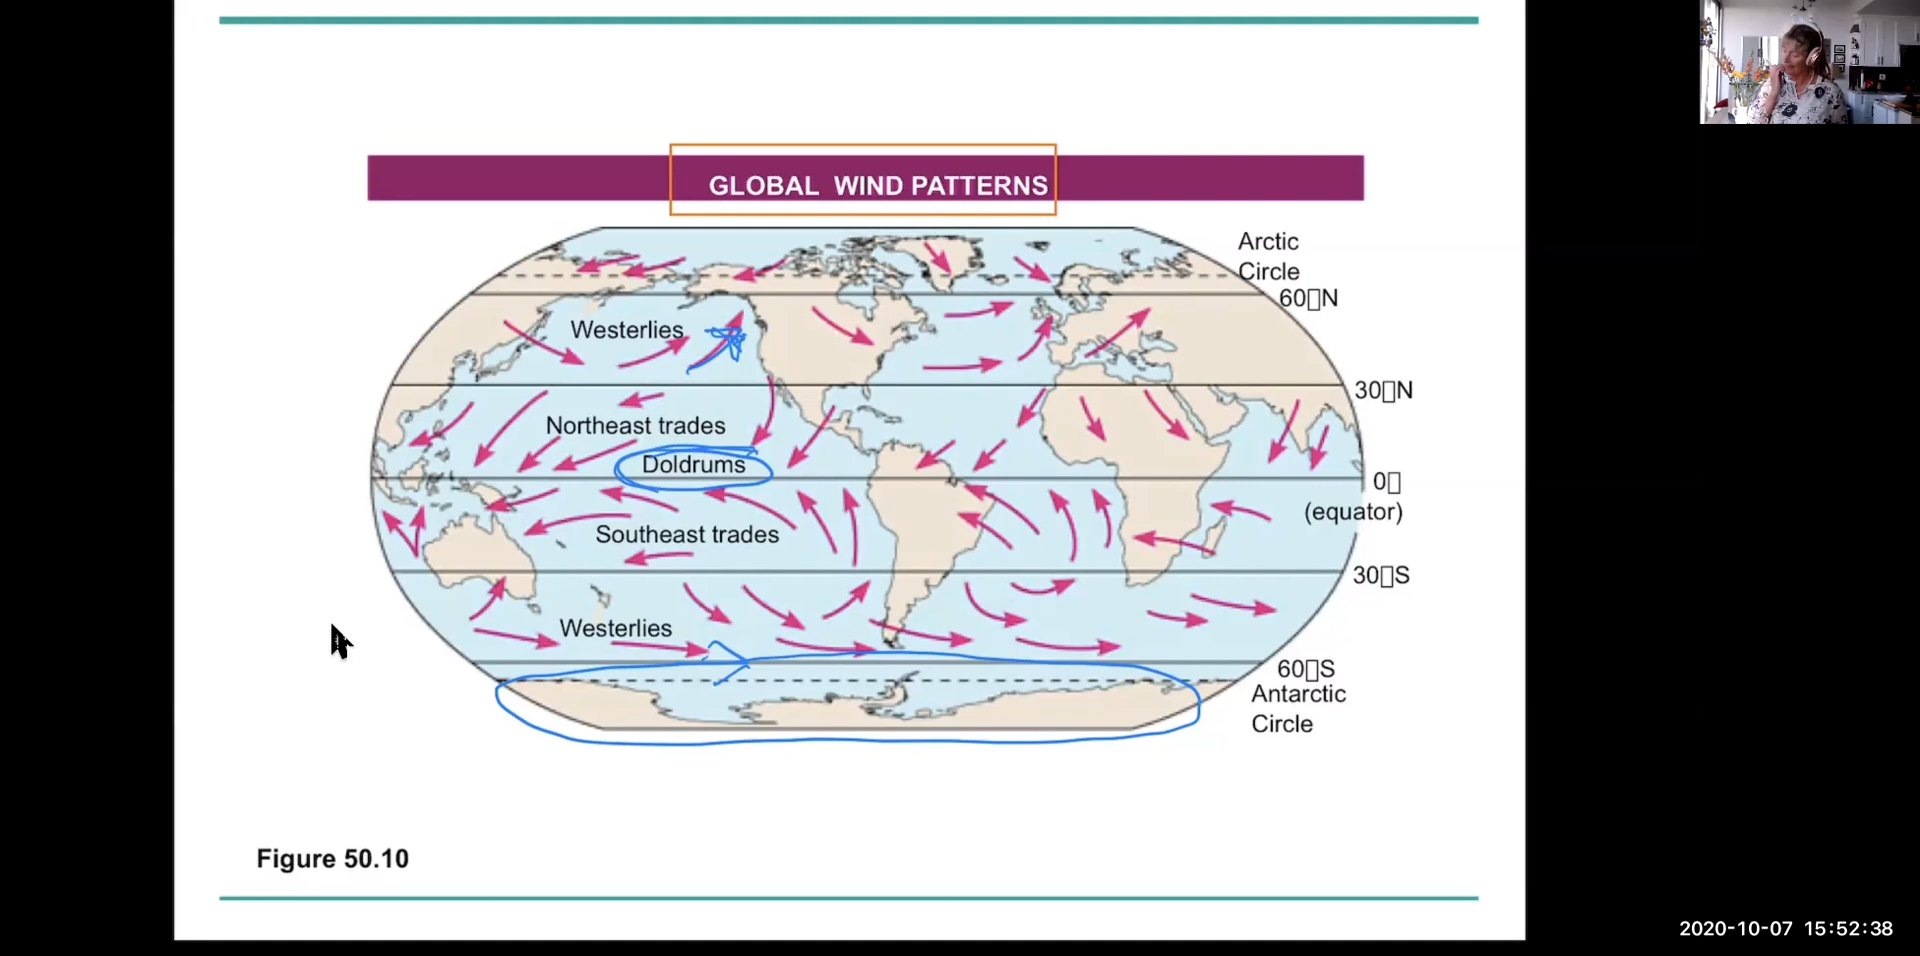 GLOBAL WIND PATTERNS
Arctic
Circle
60▯N
Westerlies
30▯N
Northeast trades
Doldrums
0▯
(equator)
Southeast trades
30▯S
Westerlies
60▯S
Antarctic
Circle
Figure 50.10
2020-10-07 15:52:38